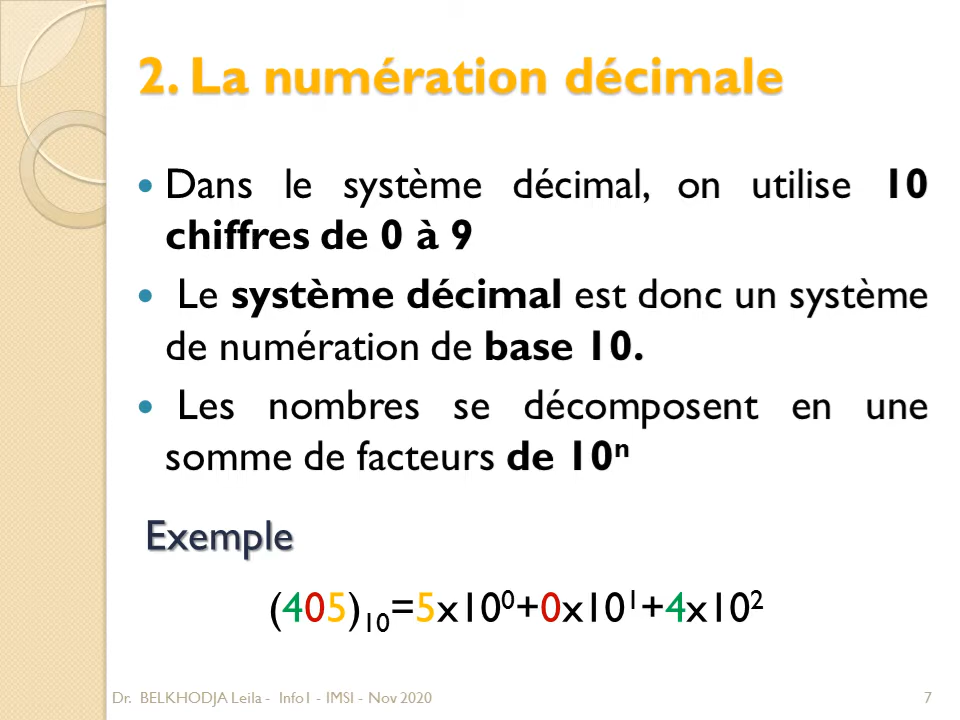 2. La numération décimale
• Dans le système décimal, on utilise 10
chiffres de 0 à 9
• Le système décimal est donc un système
de numération de base 10.
• Les nombres se décomposent en une
somme de facteurs de 10ⁿ
Exemple
(405)₁₀=5x10⁰+0x10¹+4x10²
Dr. BELKHODJA Leila - Info1 - IMSI - Nov 2020 7